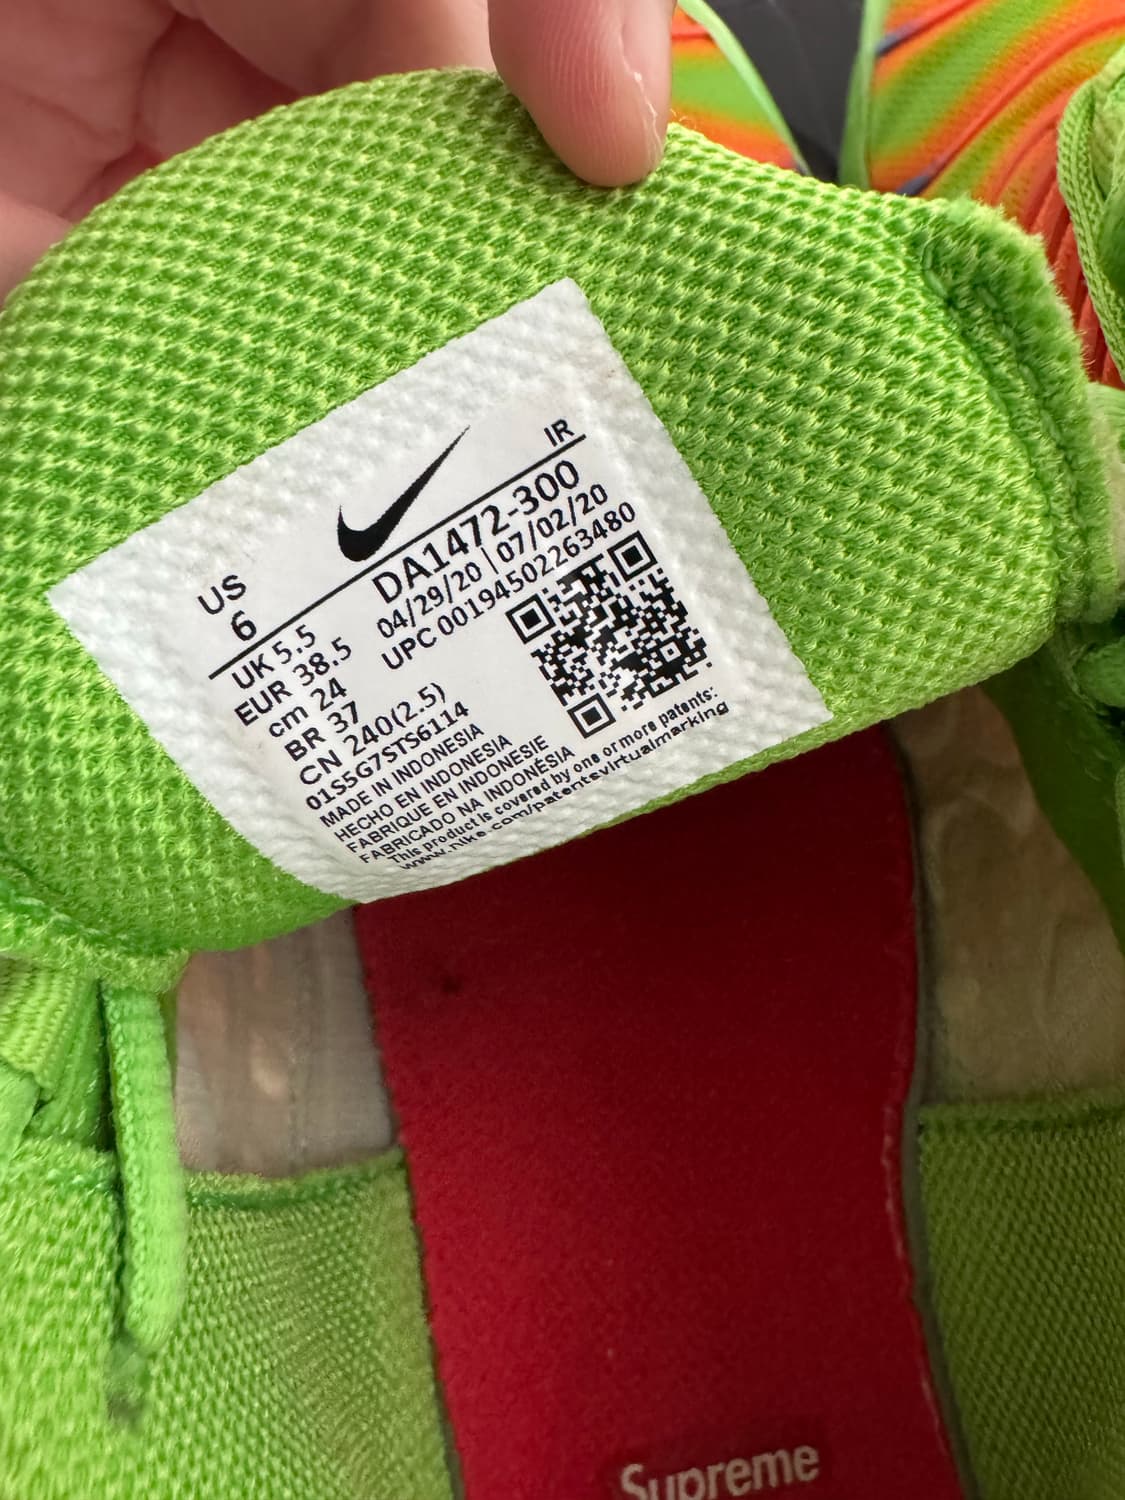 US
6
IR
UK 5.5
EUR 38.5
cm 24
BR 37
CN 240(2.5)
DA1472-300
04/29/20 | 07/02/20
UPC 00194502263480
01S5G7STS6114
MADE IN INDONESIA
HECHO EN INDONESIA
FABRIQUE EN INDONESIE
FABRICADO NA INDONÉSIA
This product is covered by one or more patents:
www.nike.com/patentsvirtualmarking
Supreme